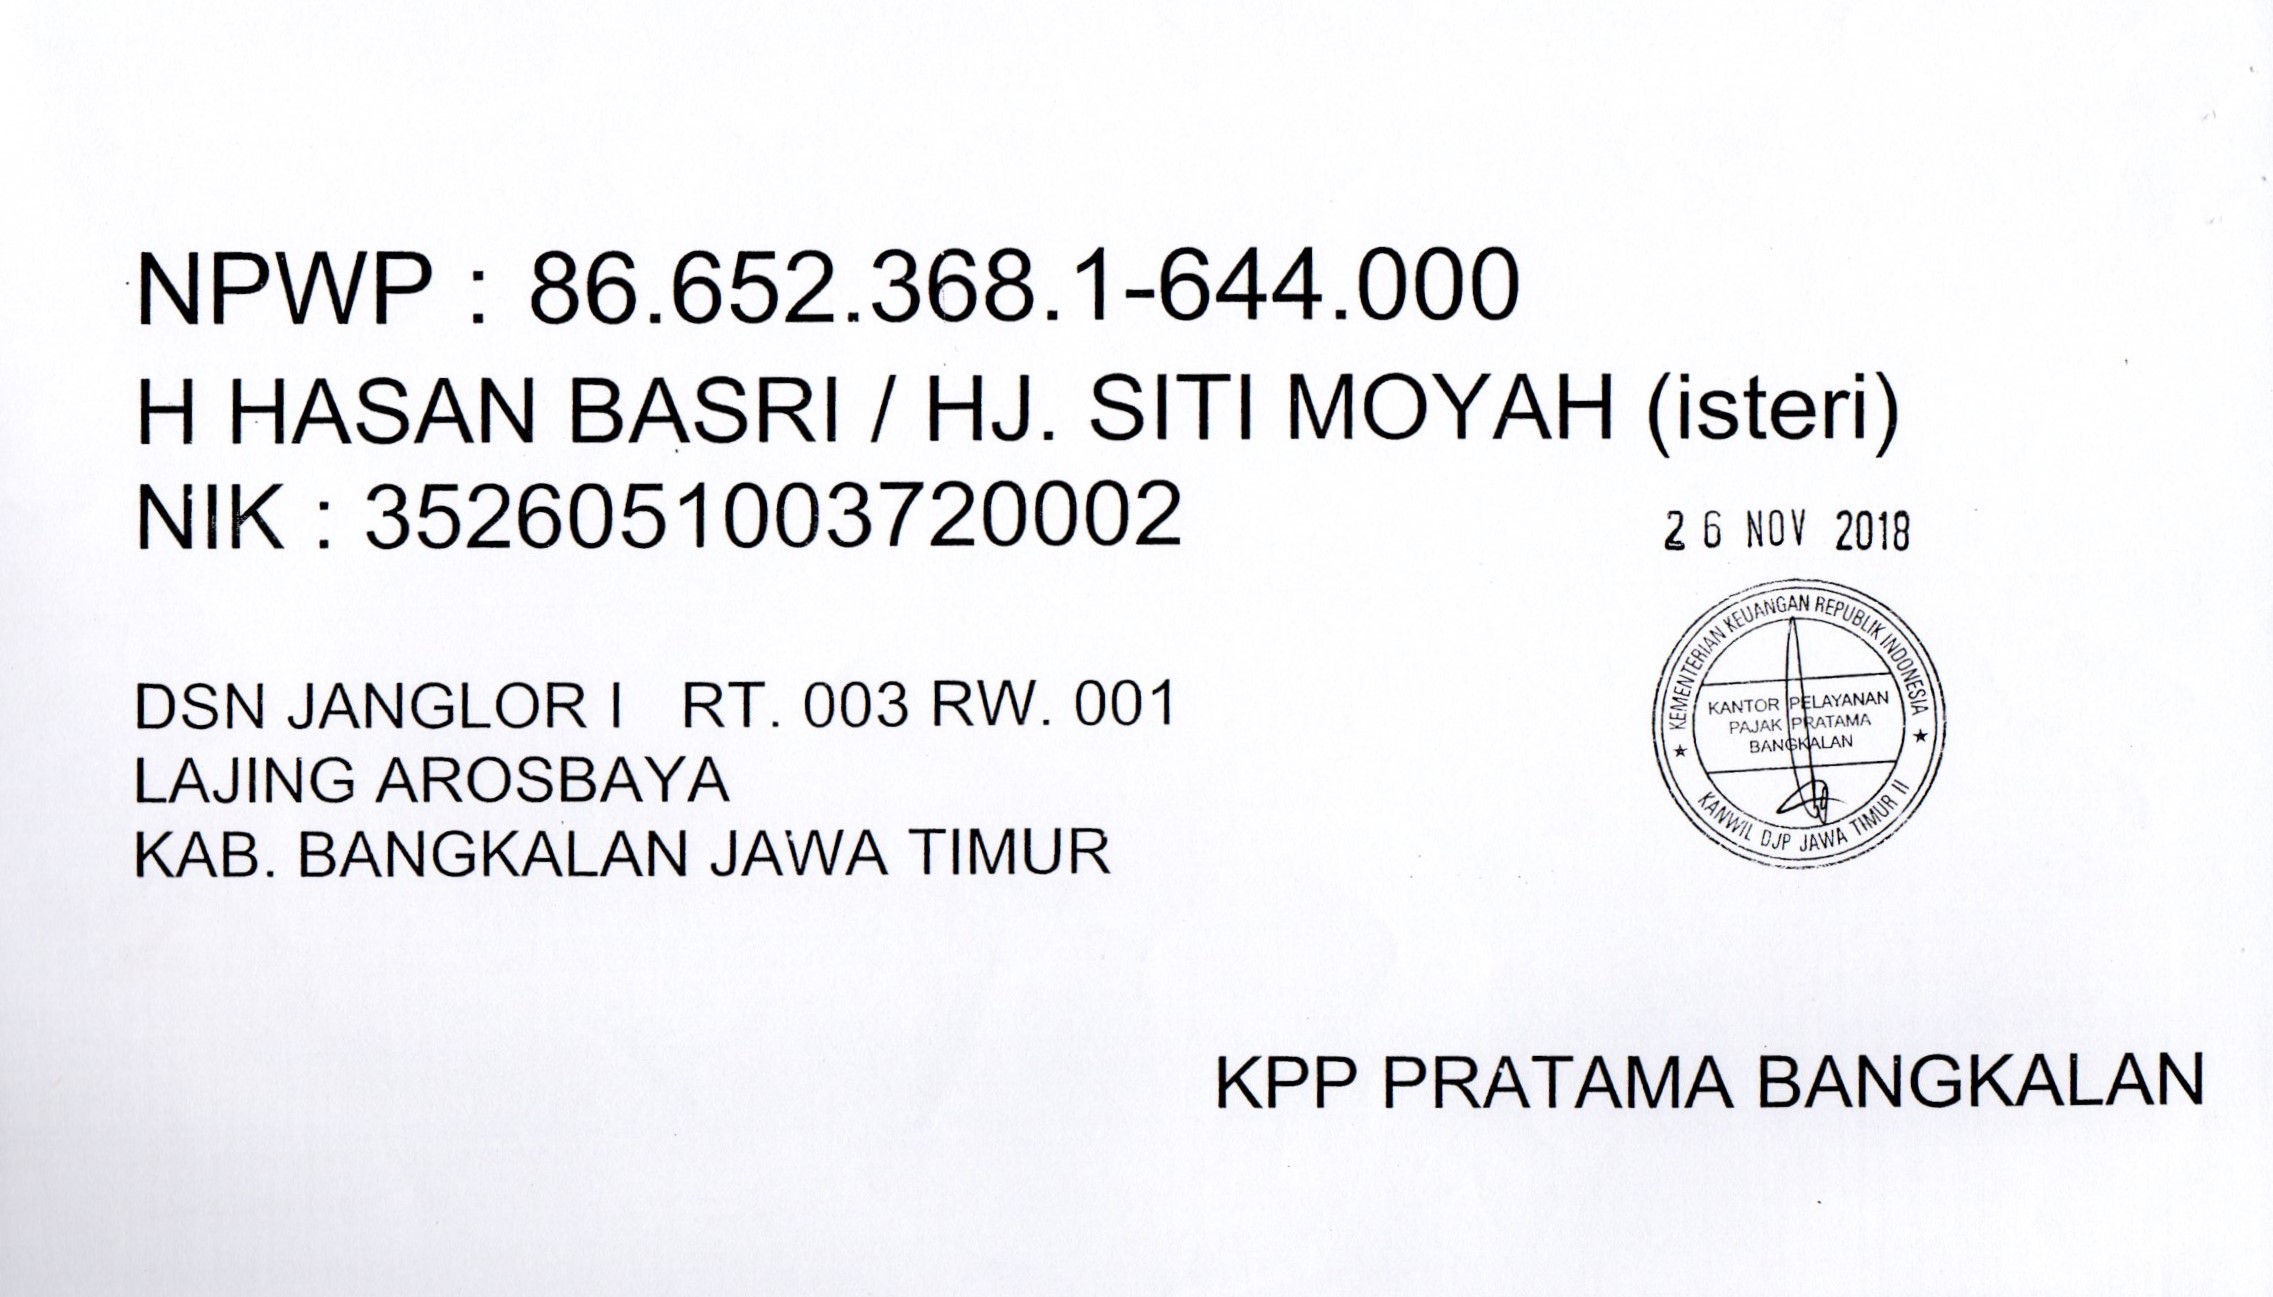 NPWP : 86.652.368.1-644.000
H HASAN BASRI / HJ. SITI MOYAH (isteri)
NIK : 3526051003720002
26 NOV 2018
DSN JANGLOR I RT. 003 RW. 001
LAJING AROSBAYA
KAB. BANGKALAN JAWA TIMUR
KEMENTERIAN KEUANGAN REPUBLIK INDONESIA
KANTOR PELAYANAN
PAJAK PRATAMA
BANGKALAN
KANWIL DJP JAWA TIMUR II
KPP PRATAMA BANGKALAN